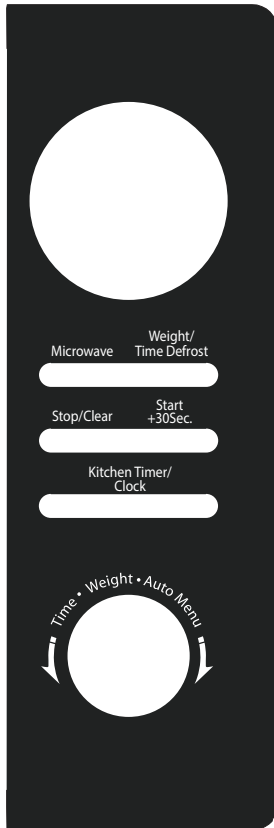 Microwave
Weight/
Time Defrost
Stop/Clear
Start
+30Sec.
Kitchen Timer/
Clock
Time • Weight • Auto Menu